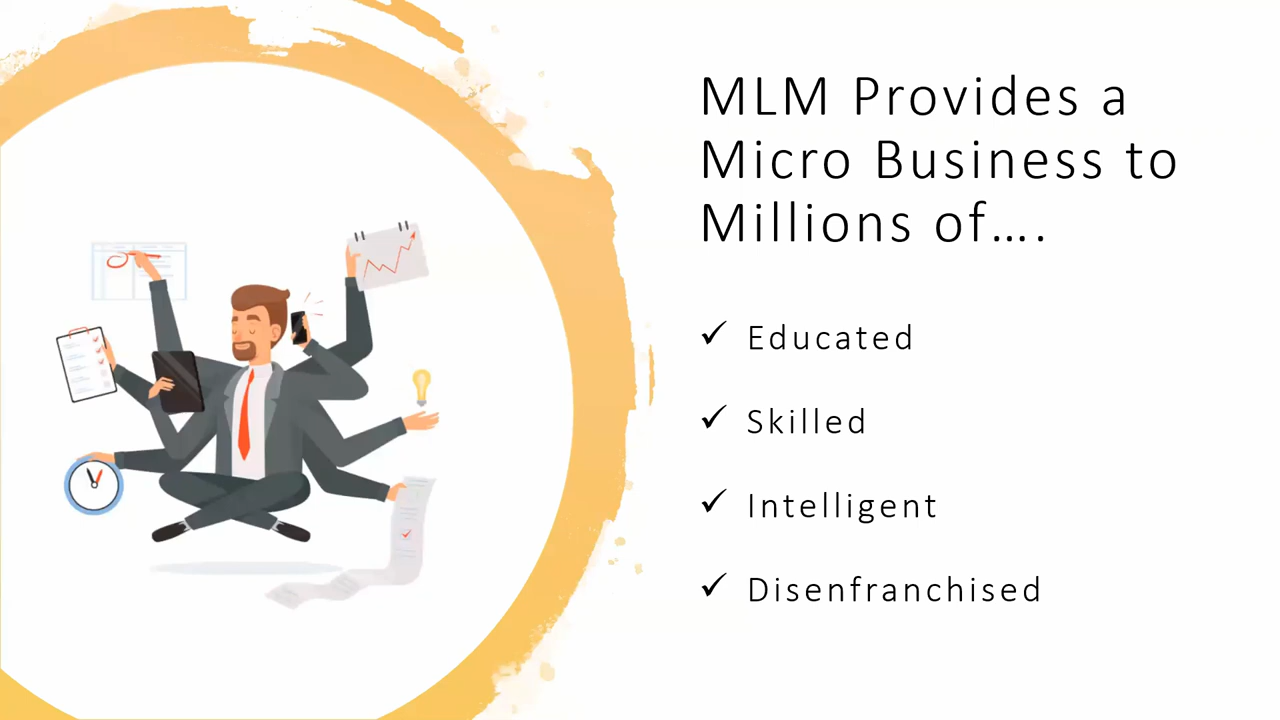 MLM Provides a
Micro Business to
Millions of….
✓ Educated
✓ Skilled
✓ Intelligent
✓ Disenfranchised